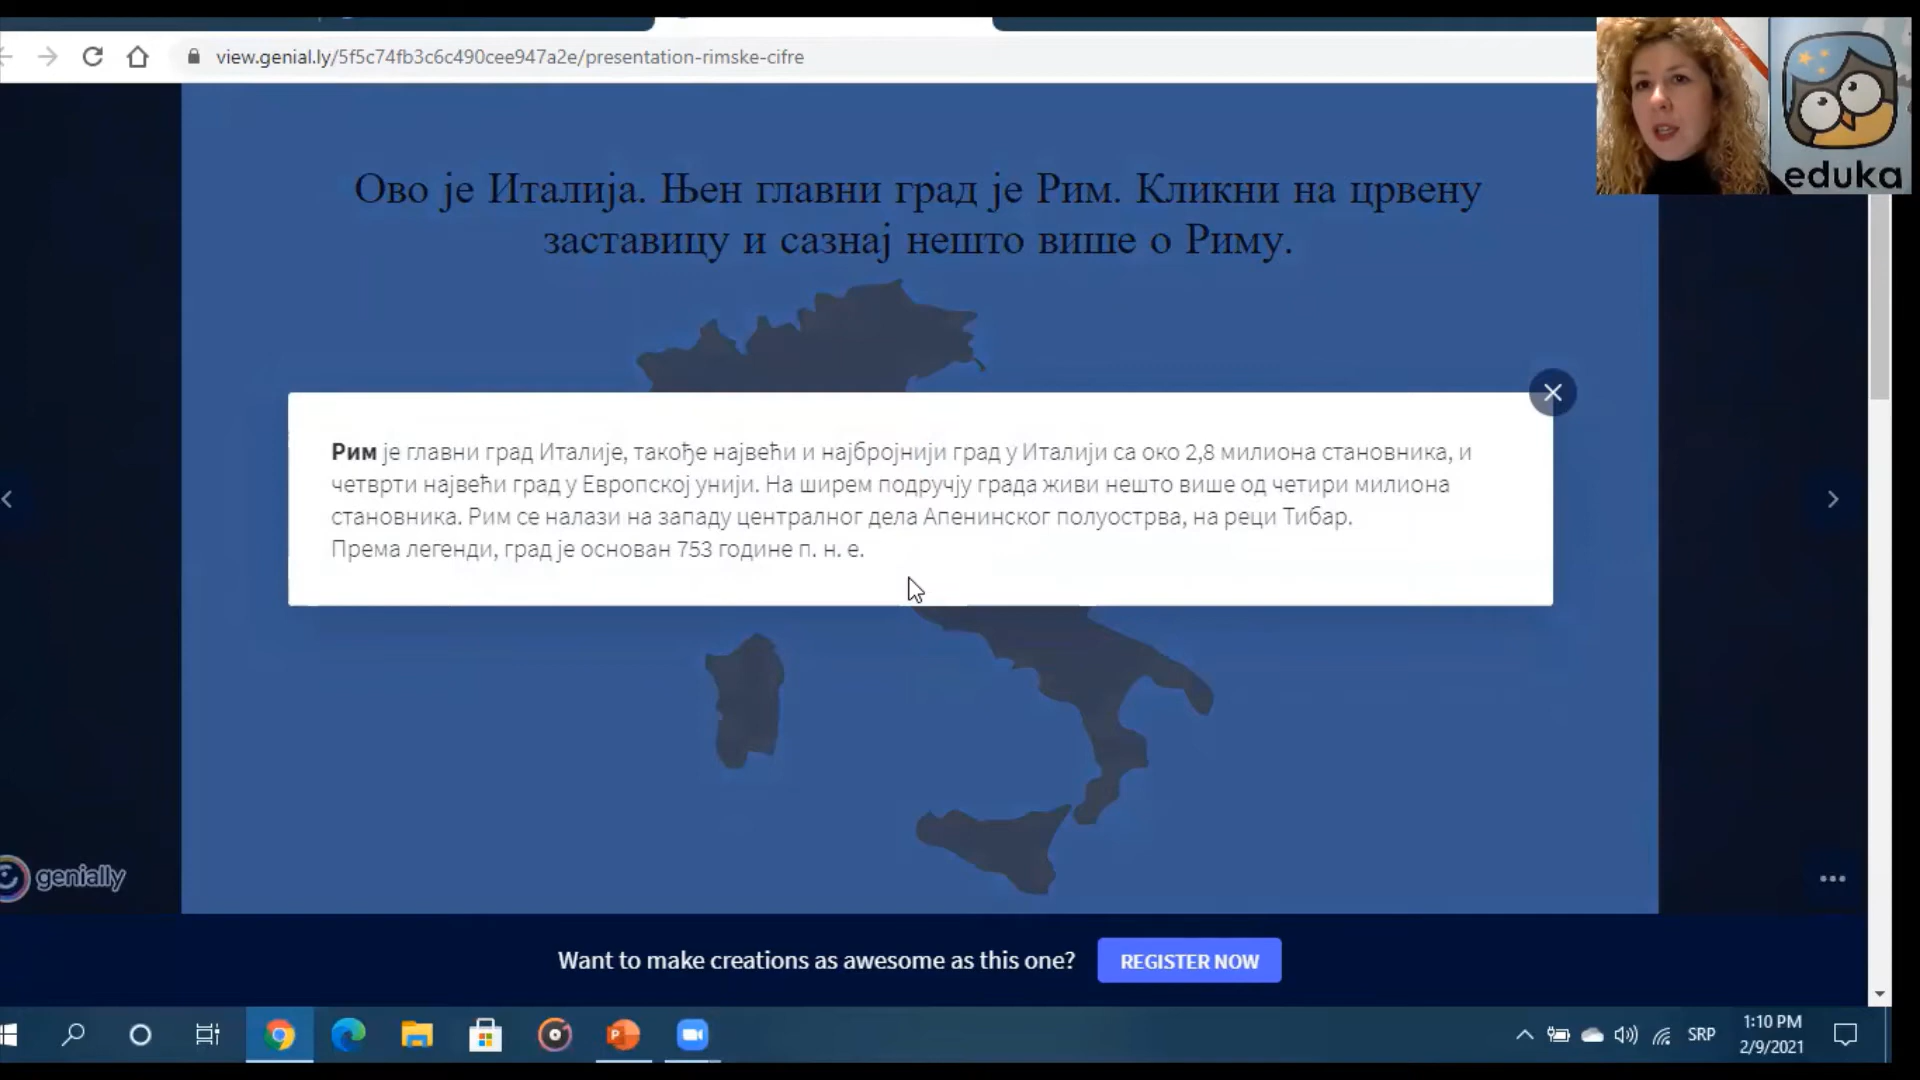 view.genial.ly/5f5c74fb3c6c490cee947a2e/presentation-rimske-cifre
eduka
Ово је Италија. Њен главни град је Рим. Кликни на црвену
заставицу и сазнај нешто више о Риму.
Рим је главни град Италије, такође највећи и најбројнији град у Италији са око 2,8 милиона становника, и
четврти највећи град у Европској унији. На ширем подручју града живи нешто више од четири милиона
становника. Рим се налази на западу централног дела Апенинског полуострва, на реци Тибар.
Према легенди, град је основан 753 године п. н. е.
genially
Want to make creations as awesome as this one?
REGISTER NOW
SRP
1:10 PM
2/9/2021